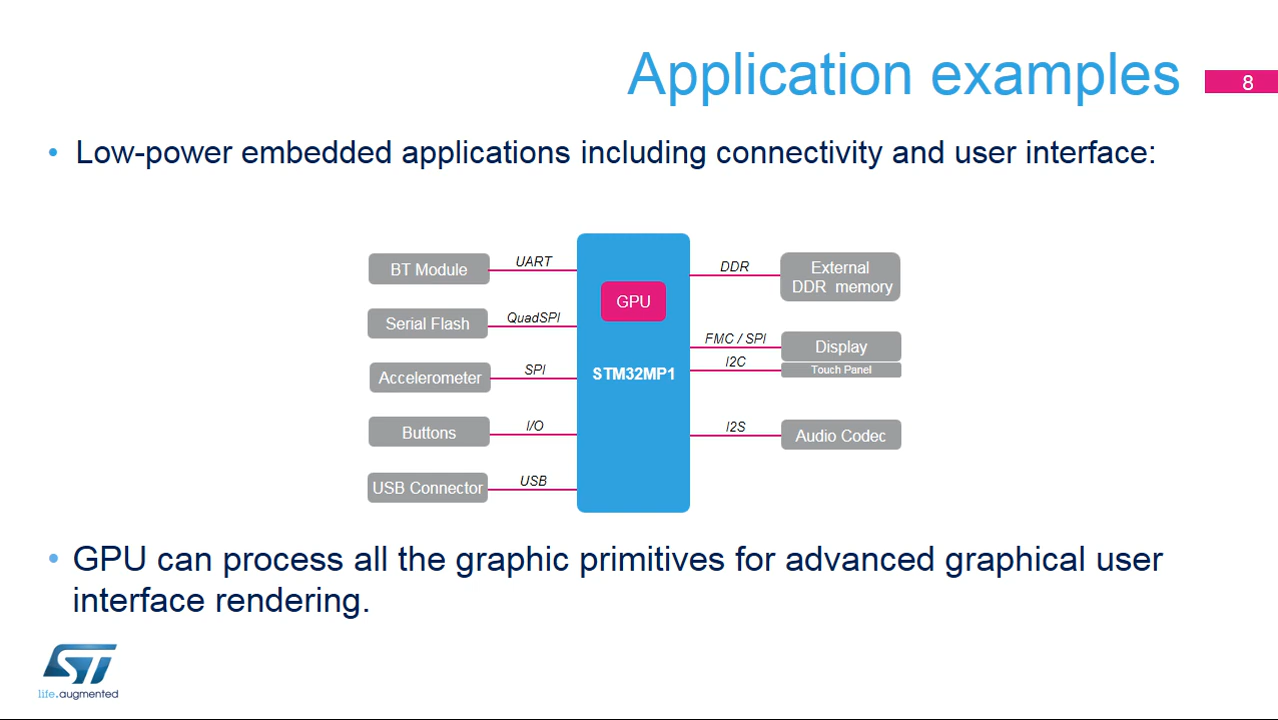 Application examples
8
• Low-power embedded applications including connectivity and user interface:
BT Module
UART
Serial Flash
QuadSPI
Accelerometer
SPI
Buttons
I/O
USB Connector
USB
GPU
STM32MP1
DDR
External
DDR memory
FMC / SPI
Display
I2C
Touch Panel
I2S
Audio Codec
• GPU can process all the graphic primitives for advanced graphical user
interface rendering.
ST
life.augmented